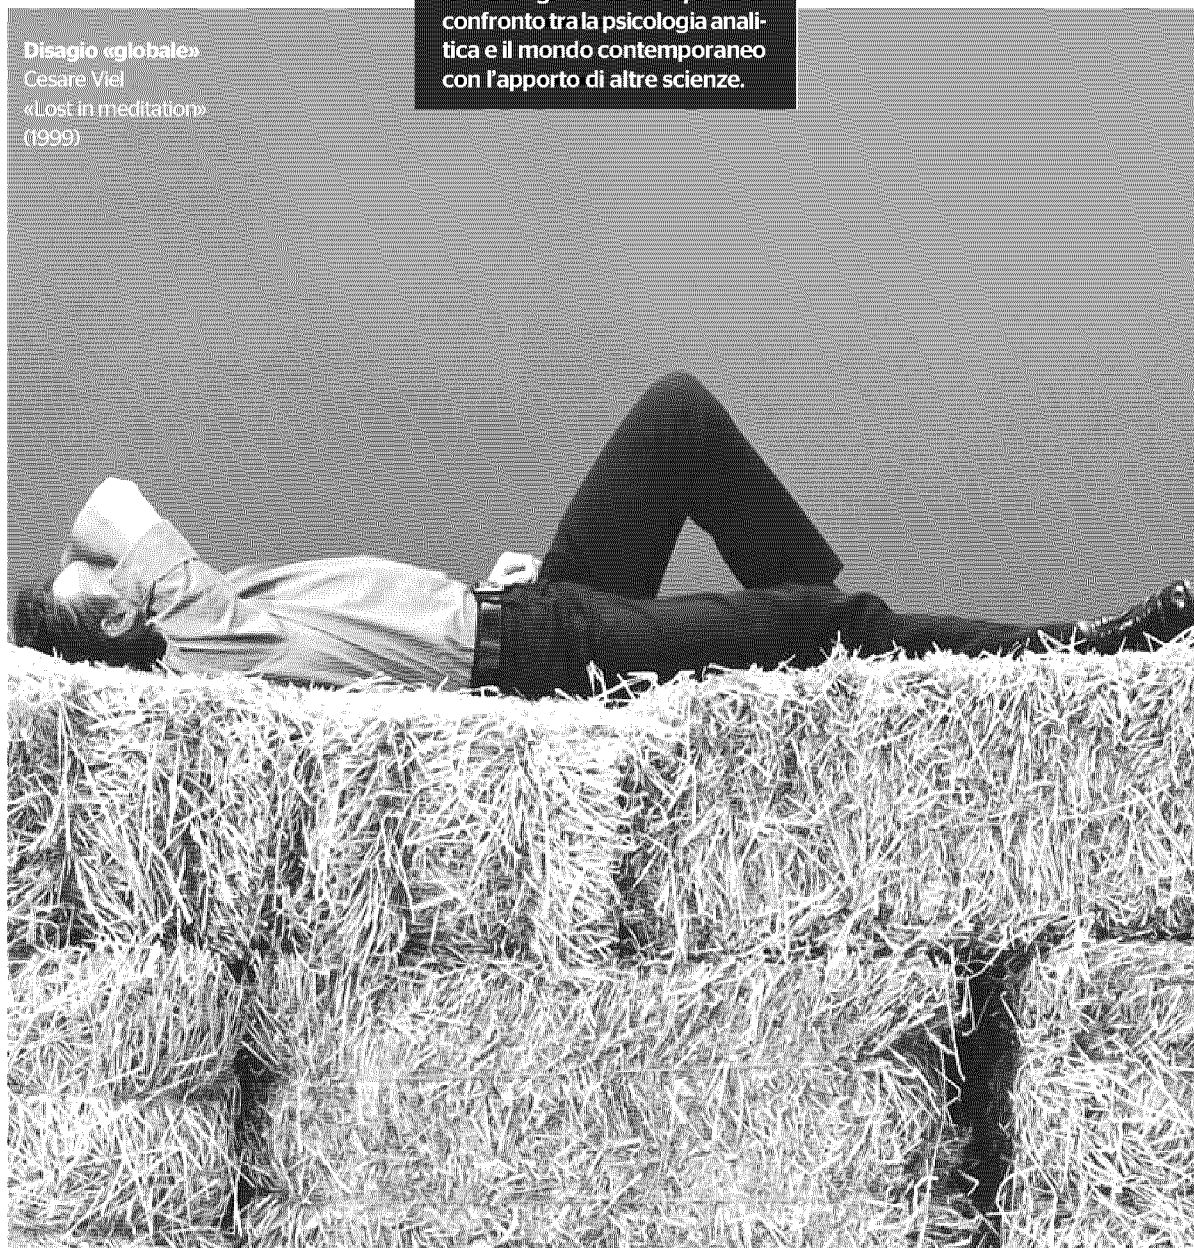 Disagio «globale»
Cesare Viel
«Lost in meditation»
(1999)
confronto tra la psicologia anali-
tica e il mondo contemporaneo
con l'apporto di altre scienze.